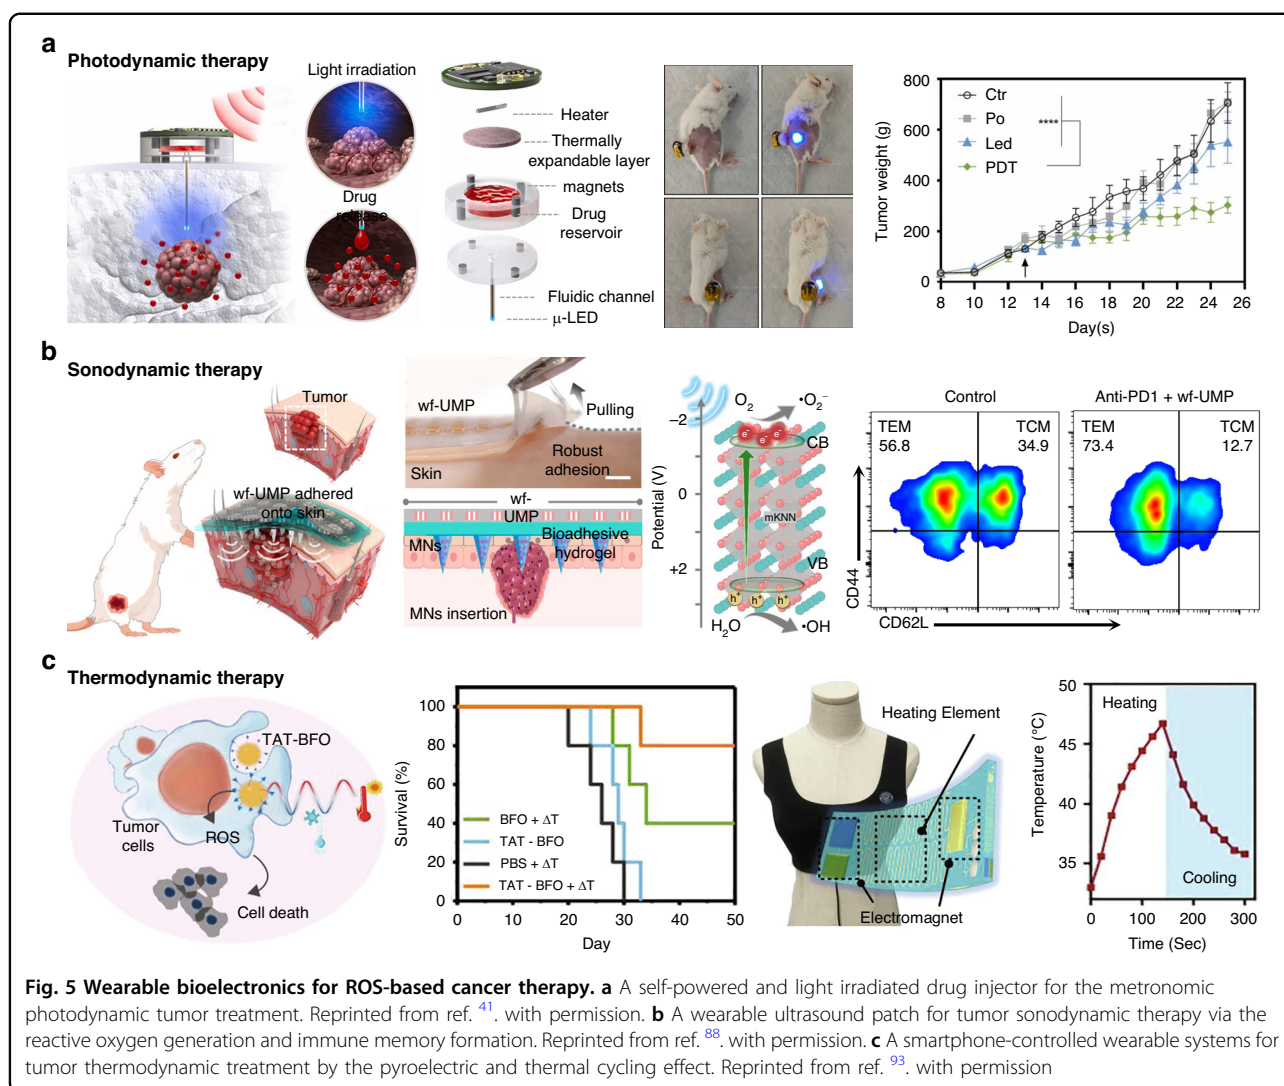 a
Photodynamic therapy
Light irradiation
Drug
release
Heater
Thermally
expandable layer
magnets
Drug
reservoir
Fluidic channel
μ-LED
800
600
400
200
0
Tumor weight (g)
Ctr
Po
Led
PDT
****
8 10 12 14 16 18 20 22 24 26
Day(s)
b
Sonodynamic therapy
Tumor
wf-UMP adhered
onto skin
wf-UMP
Pulling
Robust
adhesion
Skin
wf-
UMP
MNs
Bioadhesive
hydrogel
MNs insertion
Potential (V)
−2
0
+2
O₂
•O₂⁻
e⁻ e⁻ e⁻
CB
mKNN
VB
h⁺ h⁺ h⁺
H₂O
•OH
Control
TEM
56.8
TCM
34.9
Anti-PD1 + wf-UMP
TEM
73.4
TCM
12.7
CD44
CD62L
c
Thermodynamic therapy
TAT-BFO
Tumor
cells
ROS
Cell death
100
80
60
40
20
0
Survival (%)
BFO + ΔT
TAT - BFO
PBS + ΔT
TAT - BFO + ΔT
0 20 30 40 50
Day
Heating Element
Electromagnet
50
45
40
35
Temperature (°C)
Heating
Cooling
0 100 200 300
Time (Sec)
Fig. 5 Wearable bioelectronics for ROS-based cancer therapy. a A self-powered and light irradiated drug injector for the metronomic
photodynamic tumor treatment. Reprinted from ref. 41. with permission. b A wearable ultrasound patch for tumor sonodynamic therapy via the
reactive oxygen generation and immune memory formation. Reprinted from ref. 88. with permission. c A smartphone-controlled wearable systems for
tumor thermodynamic treatment by the pyroelectric and thermal cycling effect. Reprinted from ref. 93. with permission